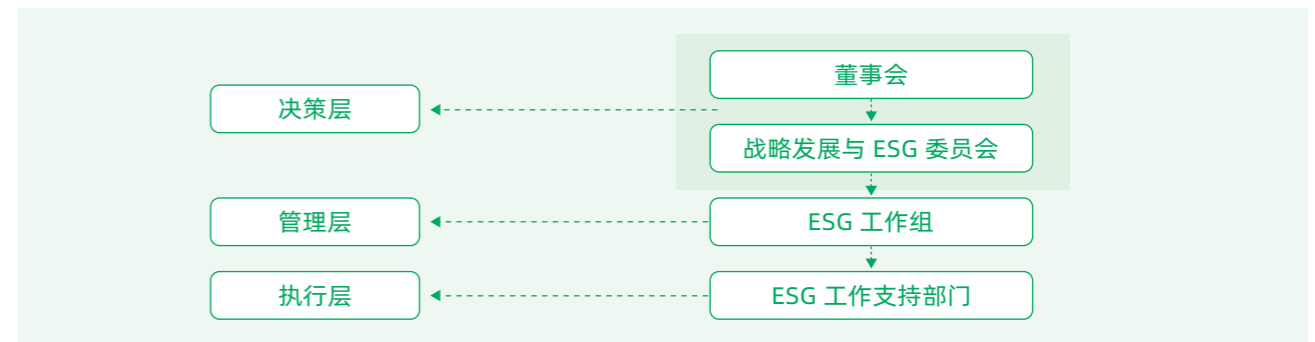 董事会
决策层
战略发展与 ESG 委员会
管理层
ESG 工作组
执行层
ESG 工作支持部门